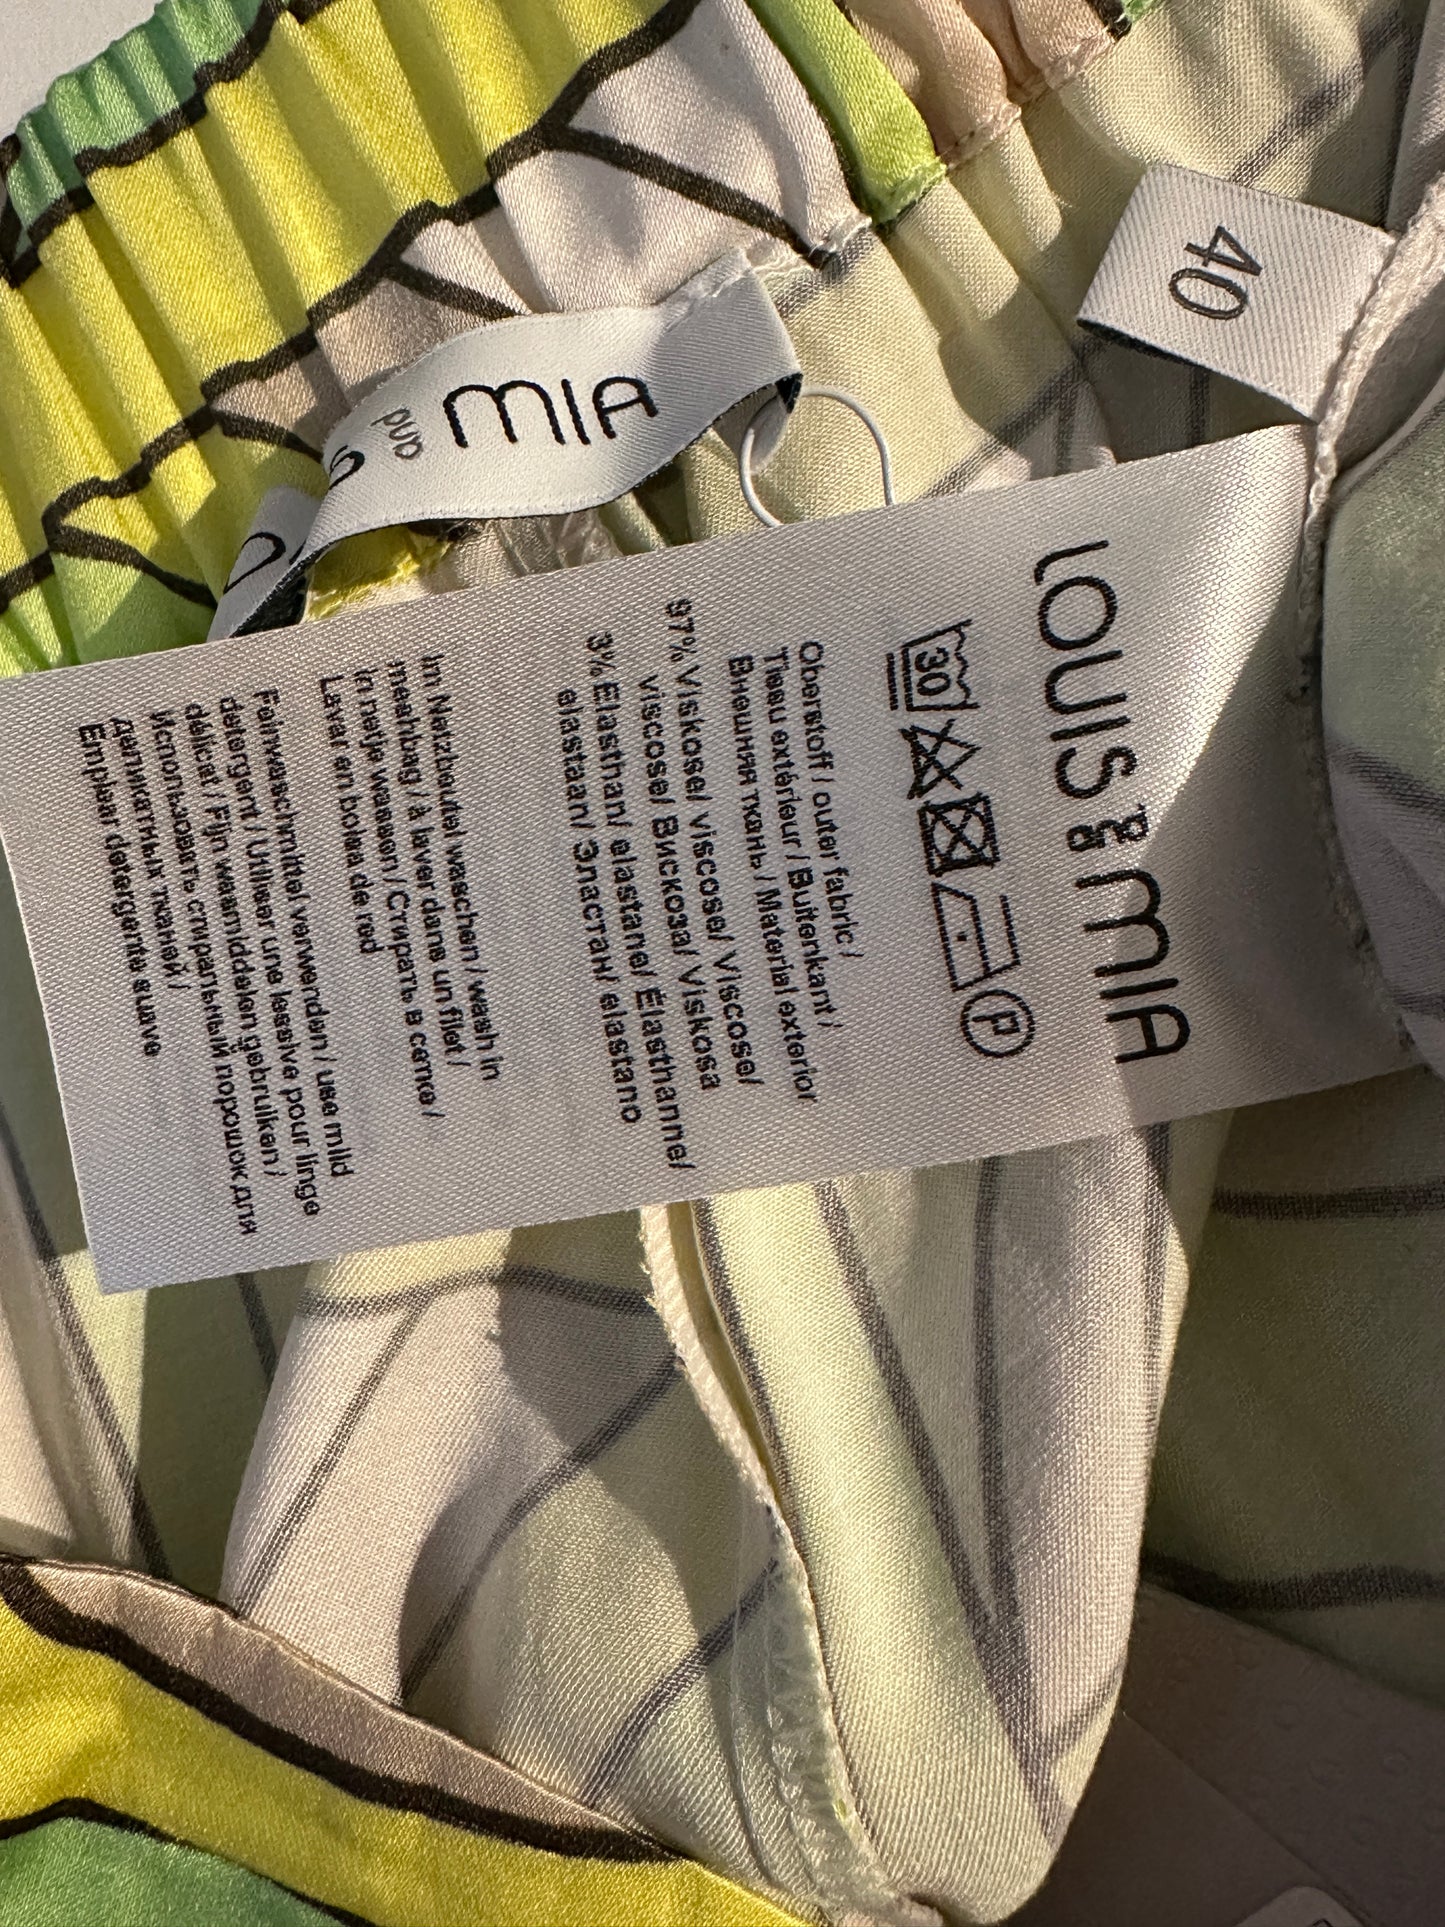 40
MIA
and
LOUIS and MIA
30
P
Oberstoff / outer fabric /
Tissu extérieur / Buitenkant /
Внешняя ткань / Material exterior
97% Viskose/ viscose/ Viscose/
viscose/ Вискоза/ Viskosa
3% Elasthan/ elastane/ Élasthanne/
elastaan/ Эластан/ elastano
Im Netzbeutel waschen / wash in
meshbag / à laver dans un filet /
In netje wassen / Стирать в сетке /
Lavar en bolsa de red
Feinwaschmittel verwenden / use mild
detergent / Utiliser une lessive pour linge
délicat / Fijn wasmiddelen gebruiken /
Использовать стиральный порошок для
деликатных тканей /
Emplear detergente suave